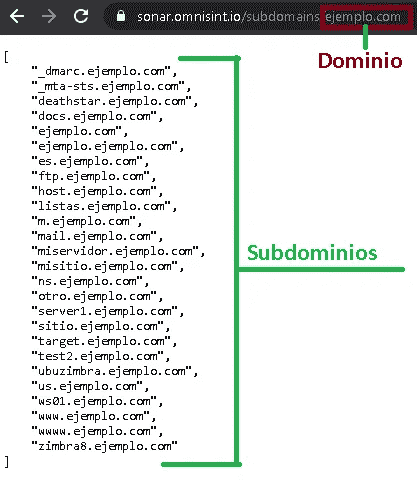 sonar.omnisint.io/subdomains/ejemplo.com
Dominio
[
"_dmarc.ejemplo.com",
"_mta-sts.ejemplo.com",
"deathstar.ejemplo.com",
"docs.ejemplo.com",
"ejemplo.com",
"ejemplo.ejemplo.com",
"es.ejemplo.com",
"ftp.ejemplo.com",
"host.ejemplo.com",
"listas.ejemplo.com",
"m.ejemplo.com",
"mail.ejemplo.com",
"miservidor.ejemplo.com",
"misitio.ejemplo.com",
Subdominios
"ns.ejemplo.com",
"otro.ejemplo.com",
"server1.ejemplo.com",
"sitio.ejemplo.com",
"target.ejemplo.com",
"test2.ejemplo.com",
"ubuzimbra.ejemplo.com",
"us.ejemplo.com",
"ws01.ejemplo.com",
"www.ejemplo.com",
"wwww.ejemplo.com",
"zimbra8.ejemplo.com"
]